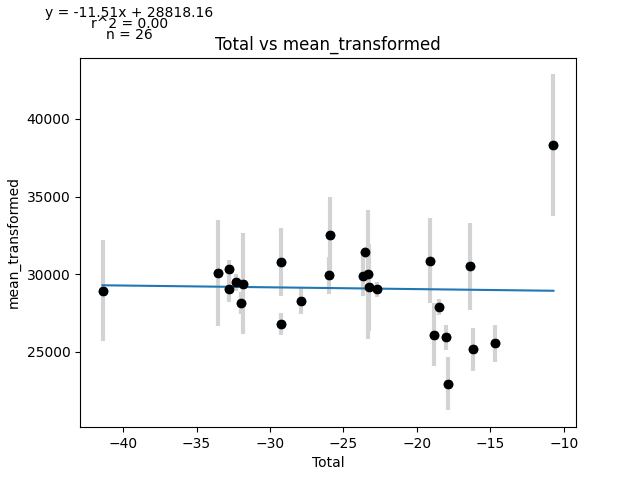 y = -11.51x + 28818.16
r^2 = 0.00
n = 26
Total vs mean_transformed
mean_transformed
40000
35000
30000
25000
−40
−35
−30
−25
−20
−15
−10
Total